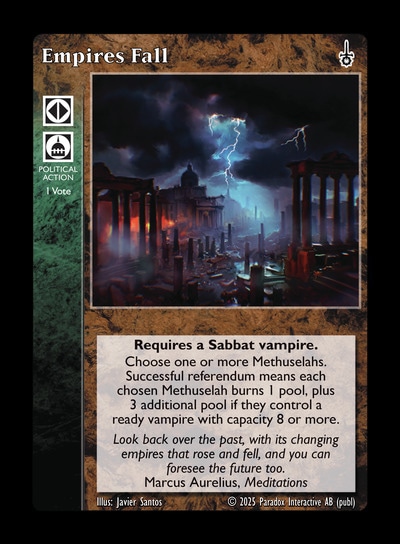 Empires Fall
POLITICAL
ACTION
1 Vote
Requires a Sabbat vampire.
Choose one or more Methuselahs.
Successful referendum means each
chosen Methuselah burns 1 pool, plus
3 additional pool if they control a
ready vampire with capacity 8 or more.
Look back over the past, with its changing
empires that rose and fell, and you can
foresee the future too.
Marcus Aurelius, Meditations
Illus: Javier Santos © 2025 Paradox Interactive AB (publ)